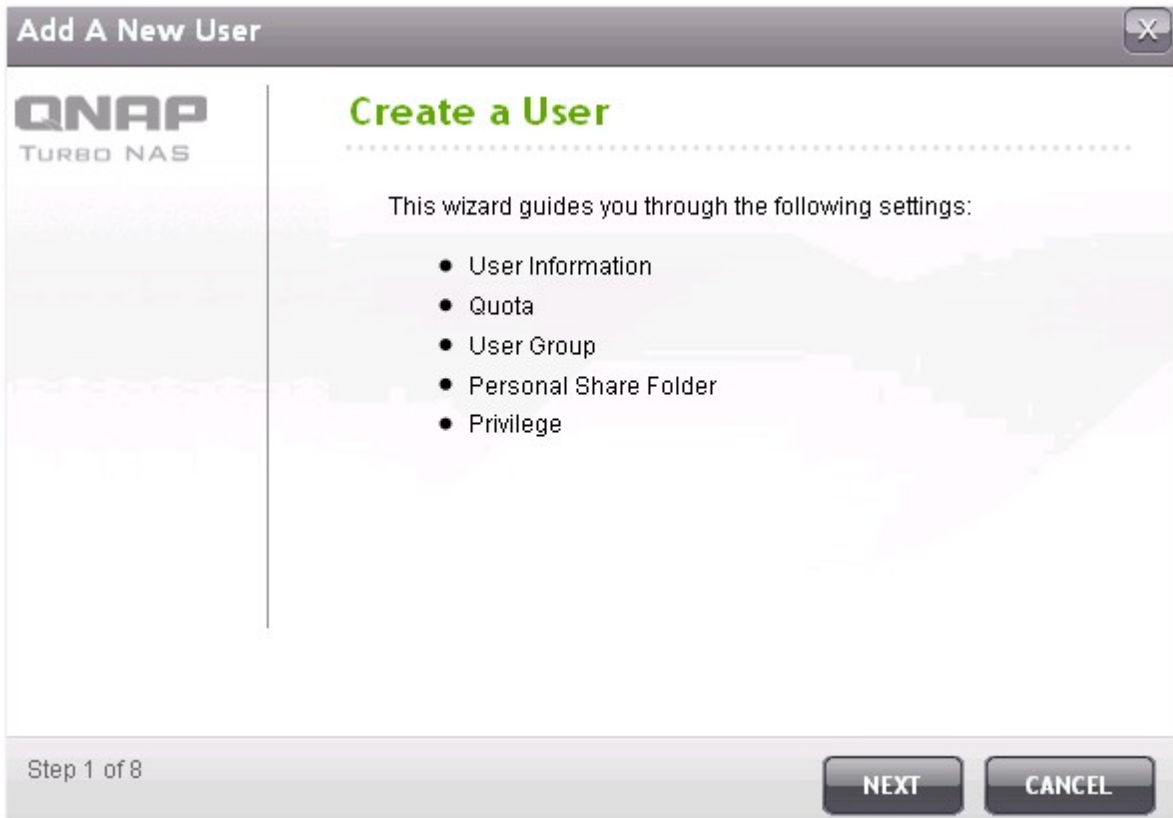 Add A New User
X
QNAP
TURBO NAS
Create a User
This wizard guides you through the following settings:
User Information
Quota
User Group
Personal Share Folder
Privilege
Step 1 of 8
NEXT
CANCEL